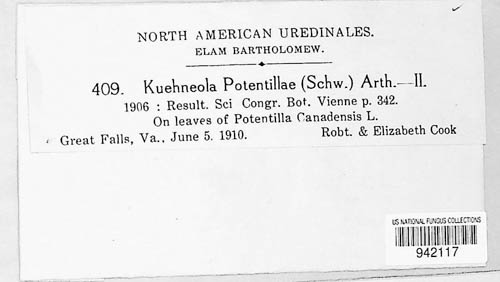 NORTH AMERICAN UREDINALES.
ELAM BARTHOLOMEW.
409. Kuehneola Potentillae (Schw.) Arth.—II.
1906 : Result. Sci Congr. Bot. Vienne p. 342.
On leaves of Potentilla Canadensis L.
Great Falls, Va., June 5. 1910. Robt. & Elizabeth Cook
US NATIONAL FUNGUS COLLECTIONS
942117